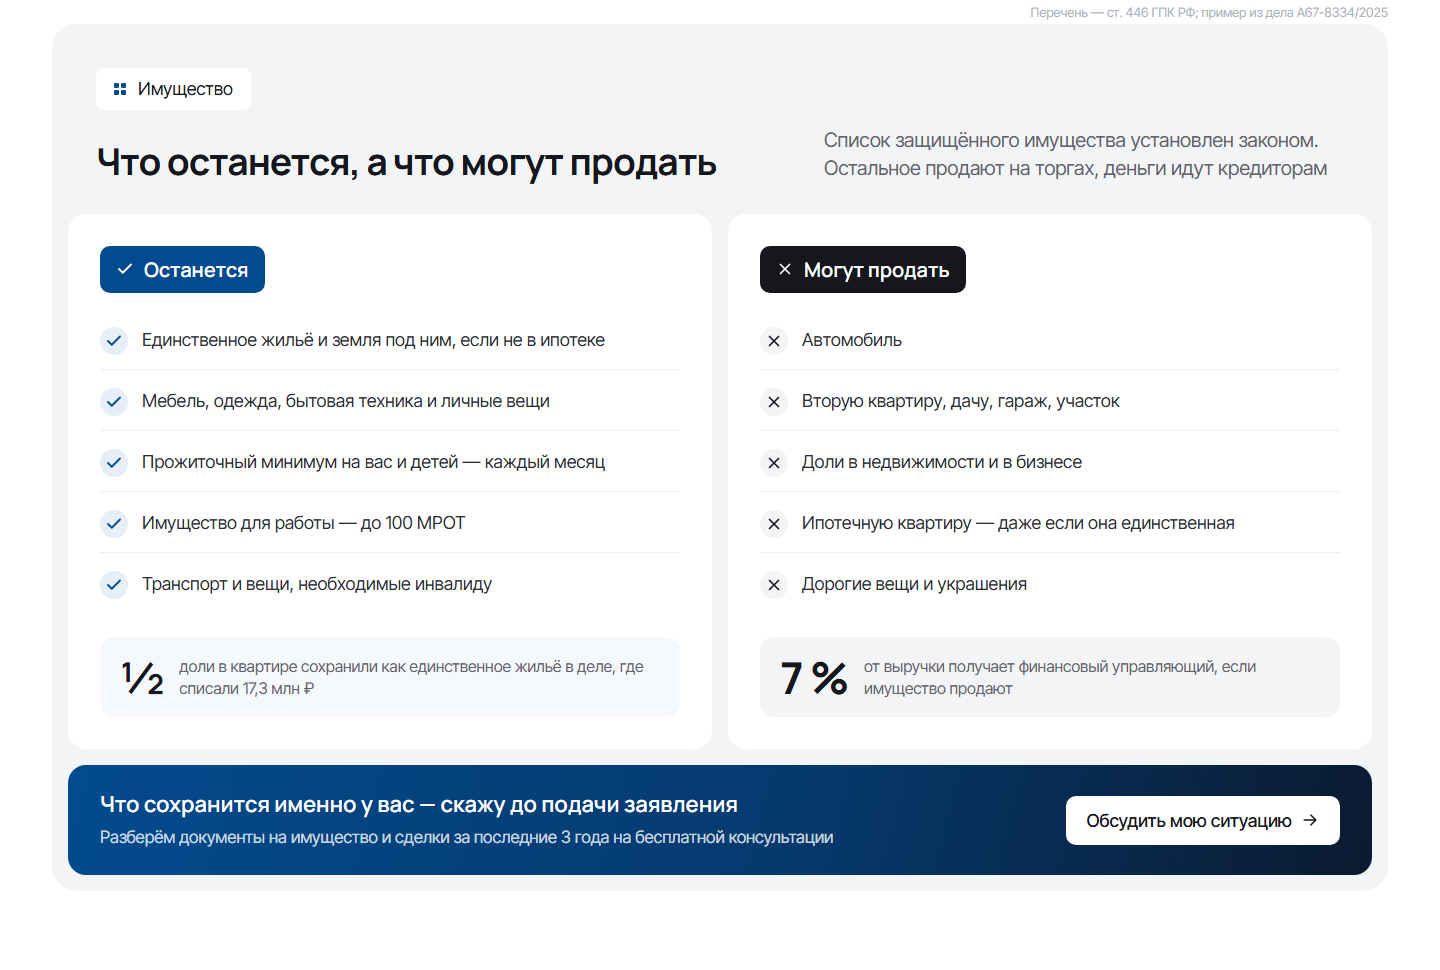 Перечень — ст. 446 ГПК РФ; пример из дела А67-8334/2025
Имущество
Что останется, а что могут продать
Список защищённого имущества установлен законом.
Остальное продают на торгах, деньги идут кредиторам
Останется
Единственное жильё и земля под ним, если не в ипотеке
Мебель, одежда, бытовая техника и личные вещи
Прожиточный минимум на вас и детей — каждый месяц
Имущество для работы — до 100 МРОТ
Транспорт и вещи, необходимые инвалиду
½
доли в квартире сохранили как единственное жильё в деле, где
списали 17,3 млн ₽
Могут продать
Автомобиль
Вторую квартиру, дачу, гараж, участок
Доли в недвижимости и в бизнесе
Ипотечную квартиру — даже если она единственная
Дорогие вещи и украшения
7 %
от выручки получает финансовый управляющий, если
имущество продают
Что сохранится именно у вас — скажу до подачи заявления
Разберём документы на имущество и сделки за последние 3 года на бесплатной консультации
Обсудить мою ситуацию →